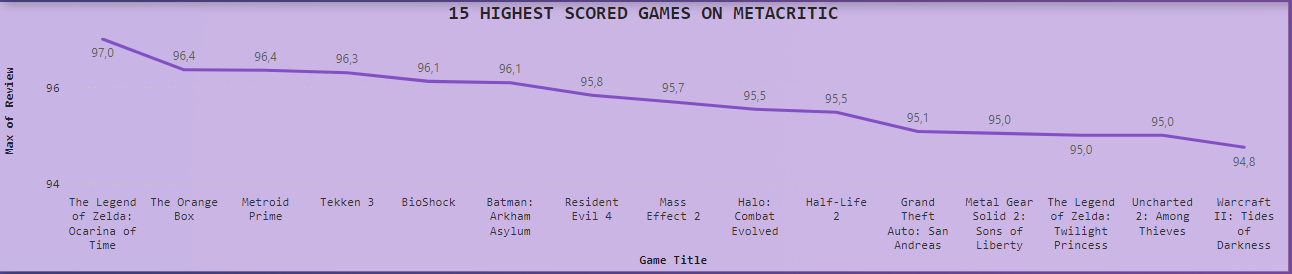 15 HIGHEST SCORED GAMES ON METACRITIC
Max of Review
96
94
97,0
96,4
96,4
96,3
96,1
96,1
95,8
95,7
95,5
95,5
95,1
95,0
95,0
95,0
94,8
The Legend
of Zelda:
Ocarina of
Time
The Orange
Box
Metroid
Prime
Tekken 3
BioShock
Batman:
Arkham
Asylum
Resident
Evil 4
Mass
Effect 2
Halo:
Combat
Evolved
Half-Life
2
Grand
Theft
Auto: San
Andreas
Metal Gear
Solid 2:
Sons of
Liberty
The Legend
of Zelda:
Twilight
Princess
Uncharted
2: Among
Thieves
Warcraft
II: Tides
of
Darkness
Game Title